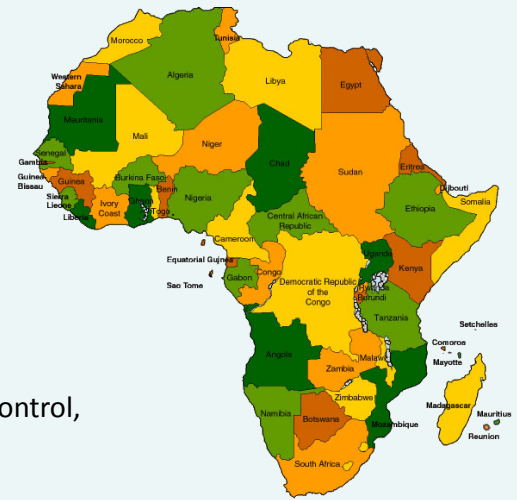 Tunisia
Morocco
Algeria
Libya
Egypt
Western
Sahara
Mauritania
Mali
Niger
Chad
Sudan
Eritrea
Djibouti
Senegal
Gambia
Guinea
Bissau
Guinea
Burkina Faso
Benin
Nigeria
Ethiopia
Somalia
Sierra
Leone
Liberia
Ivory
Coast
Ghana
Togo
Central African
Republic
Cameroon
Equatorial Guinea
Sao Tome
Gabon
Congo
Democratic Republic
of the
Congo
Uganda
Kenya
Burundi
Tanzania
Setchelles
Comoros
Mayotte
Angola
Zambia
Malawi
Zimbabwe
Mozambique
Madagascar
Mauritius
Reunion
Namibia
Botswana
South Africa
ontrol,